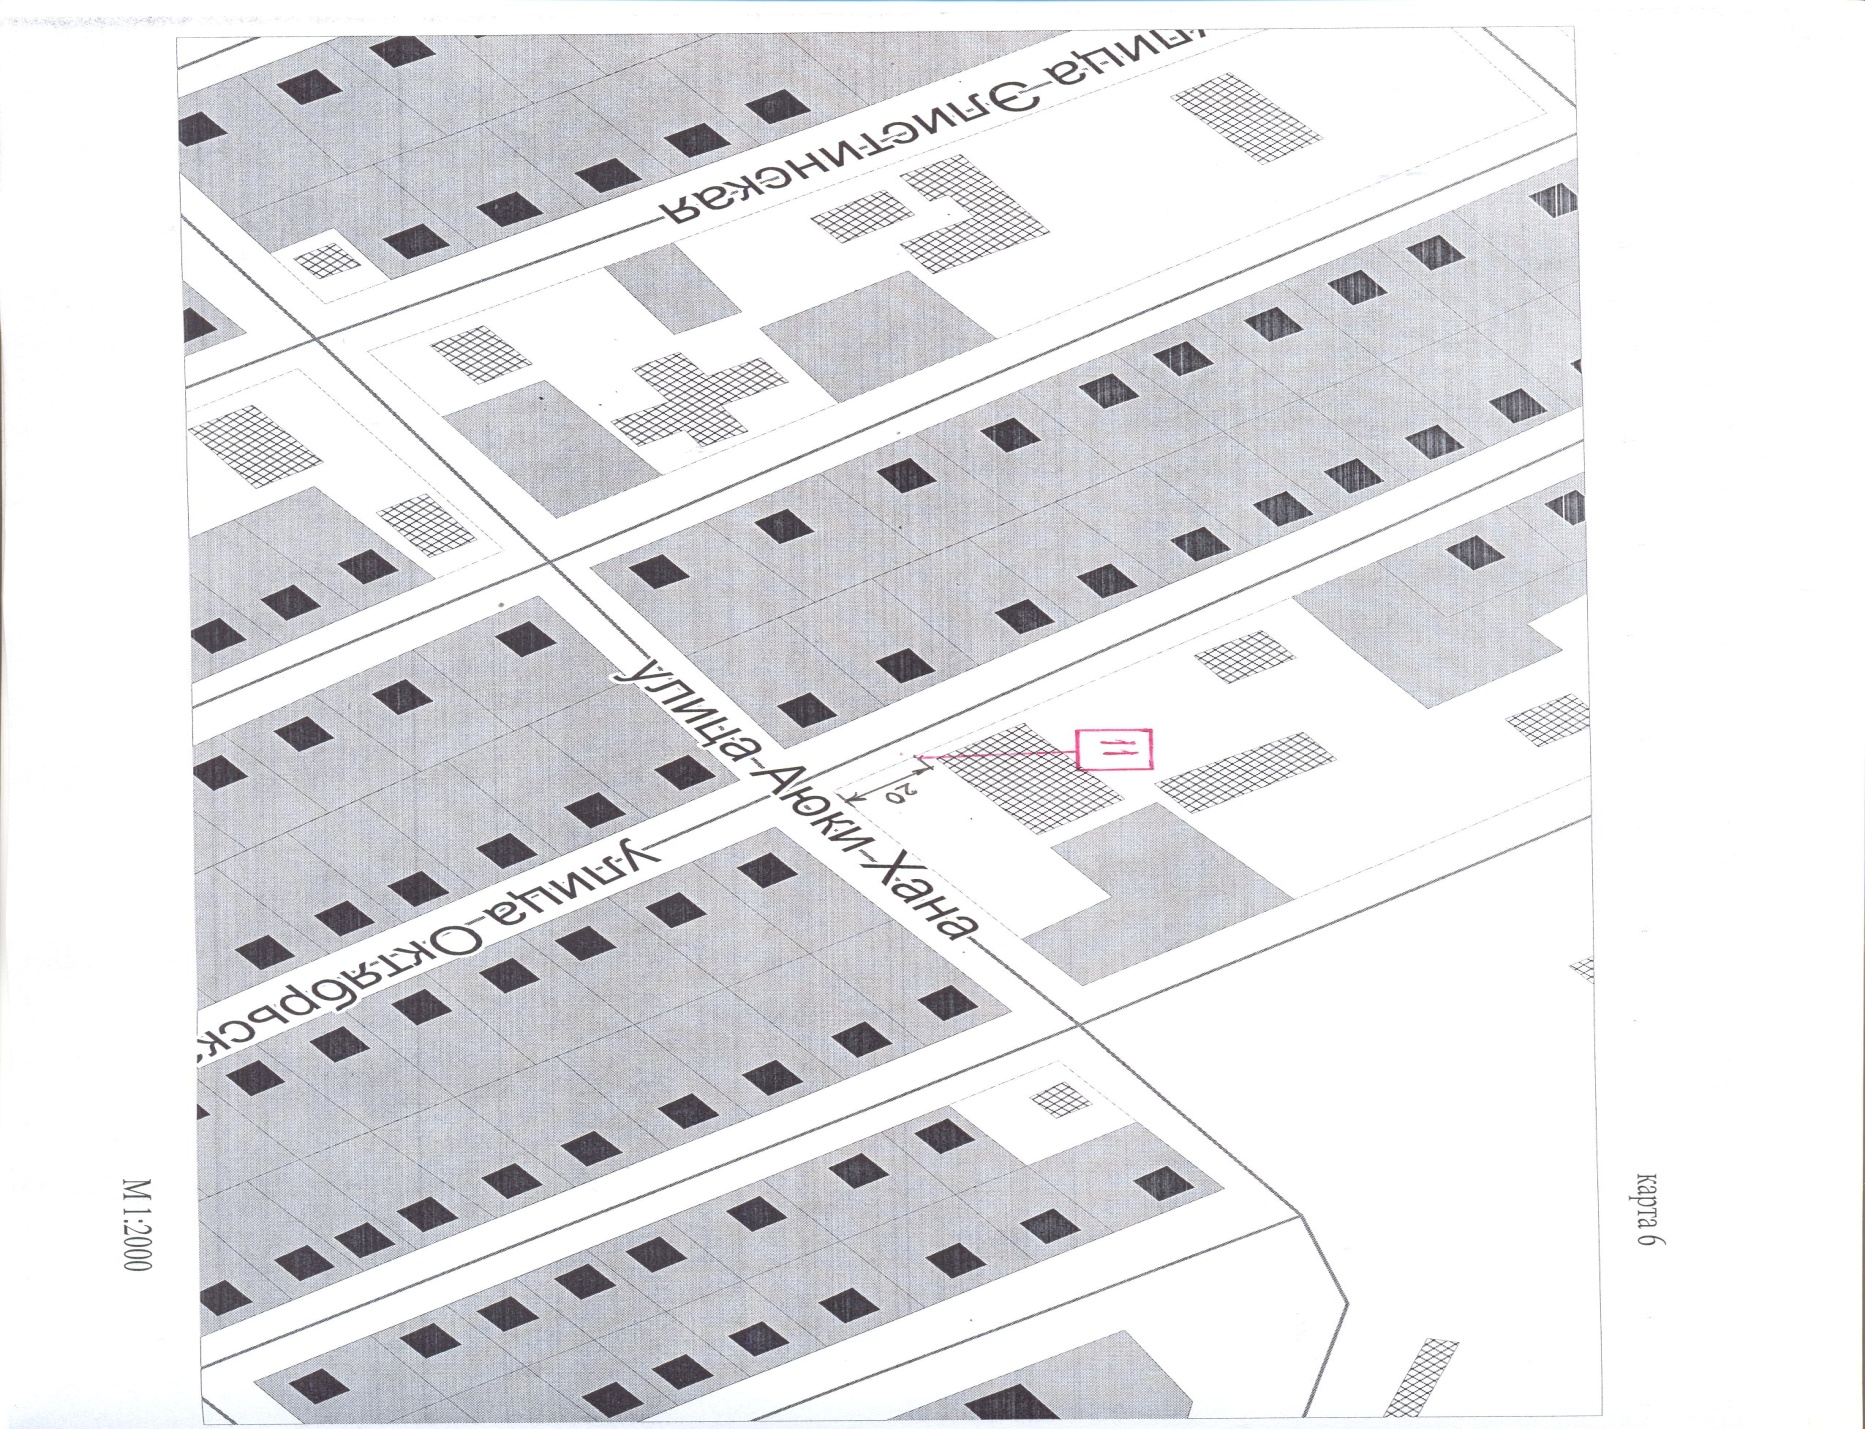 карта 6
улица Элистинская
улица Аюки-Хана
11
20
улица Октябрьск
М 1:2000